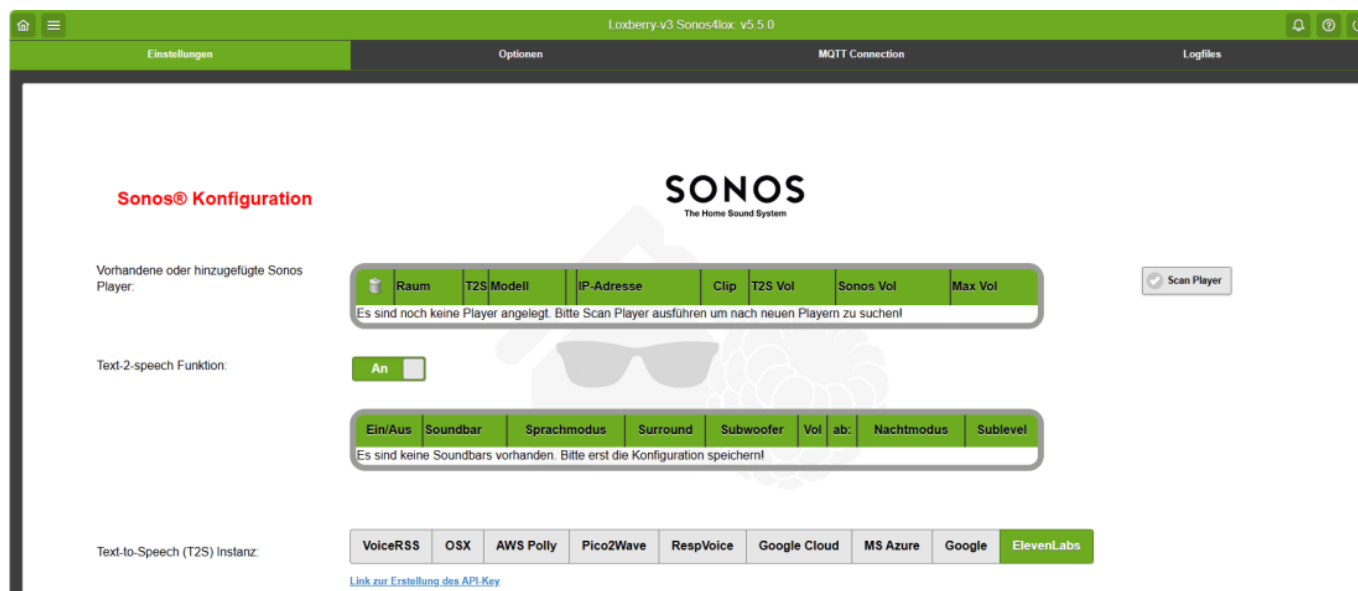 Loxberry-v3 Sonos4lox: v5.5.0
Einstellungen Optionen MQTT Connection Logfiles
Sonos® Konfiguration
SONOS
The Home Sound System
Vorhandene oder hinzugefügte Sonos
Player:
Raum T2S Modell IP-Adresse Clip T2S Vol Sonos Vol Max Vol
Scan Player
Es sind noch keine Player angelegt. Bitte Scan Player ausführen um nach neuen Playern zu suchen!
Text-2-speech Funktion:
An
Ein/Aus Soundbar Sprachmodus Surround Subwoofer Vol ab: Nachtmodus Sublevel
Es sind keine Soundbars vorhanden. Bitte erst die Konfiguration speichern!
Text-to-Speech (T2S) Instanz:
VoiceRSS OSX AWS Polly Pico2Wave RespVoice Google Cloud MS Azure Google ElevenLabs
Link zur Erstellung des API-Key